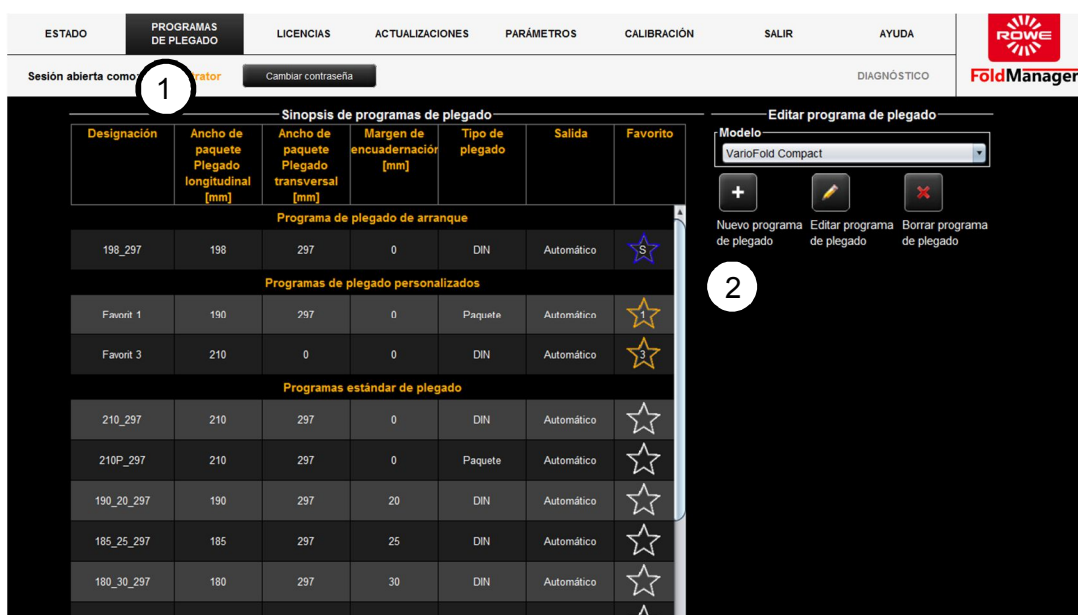 ESTADO
PROGRAMAS
DE PLEGADO
LICENCIAS
ACTUALIZACIONES
PARÁMETROS
CALIBRACIÓN
SALIR
AYUDA
ROWE
FoldManager
Sesión abierta como: rator
Cambiar contraseña
DIAGNÓSTICO
1
Sinopsis de programas de plegado
Designación
Ancho de
paquete
Plegado
longitudinal
[mm]
Ancho de
paquete
Plegado
transversal
[mm]
Margen de
encuadernación
[mm]
Tipo de
plegado
Salida
Favorito
Programa de plegado de arranque
198_297 198 297 0 DIN Automático S
Programas de plegado personalizados
Favorit 1 190 297 0 Paquete Automático 1
Favorit 3 210 0 0 DIN Automático 3
Programas estándar de plegado
210_297 210 297 0 DIN Automático
210P_297 210 297 0 Paquete Automático
190_20_297 190 297 20 DIN Automático
185_25_297 185 297 25 DIN Automático
180_30_297 180 297 30 DIN Automático
Editar programa de plegado
Modelo
VarioFold Compact
Nuevo programa
de plegado
Editar programa
de plegado
Borrar programa
de plegado
2